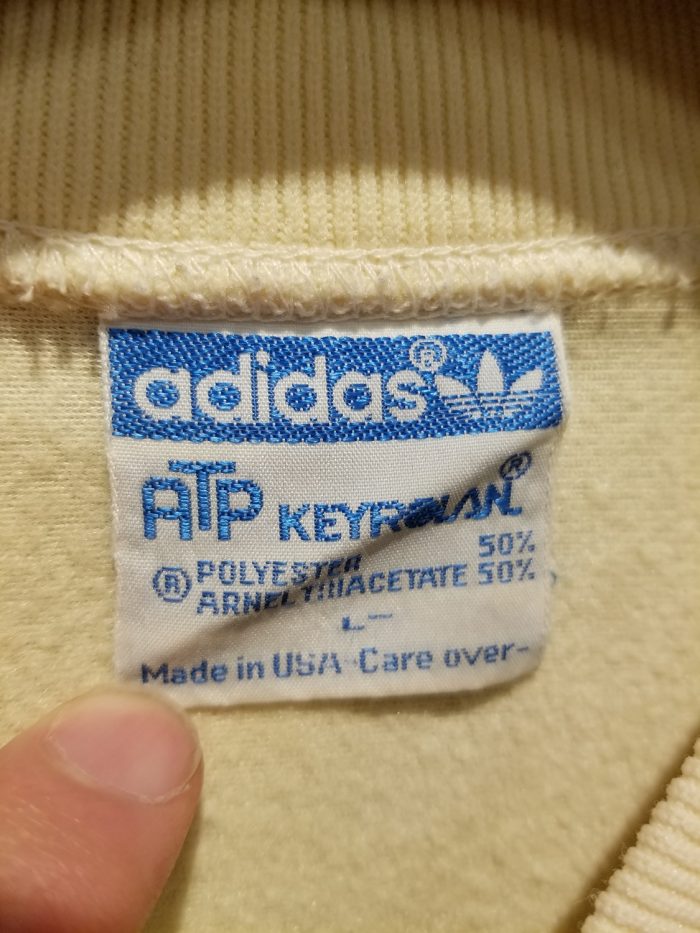 adidas®
ATP KEYROLAN®
POLYESTER 50%
® ARNEL TRIACETATE 50%
L
Made in USA-Care over-